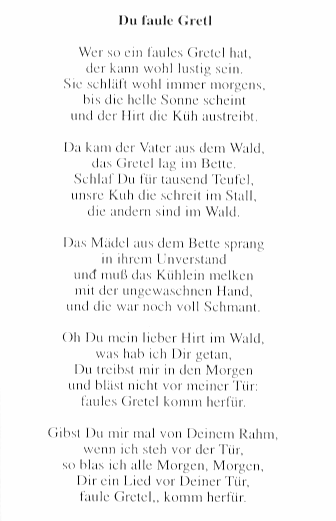 Du faule Gretl
Wer so ein faules Gretel hat,
der kann wohl lustig sein.
Sie schläft wohl immer morgens,
bis die helle Sonne scheint
und der Hirt die Küh austreibt.
Da kam der Vater aus dem Wald,
das Gretel lag im Bette.
Schlaf Du für tausend Teufel,
unsre Kuh die schreit im Stall,
die andern sind im Wald.
Das Mädel aus dem Bette sprang
in ihrem Unverstand
und muß das Kühlein melken
mit der ungewaschnen Hand,
und die war noch voll Schmant.
Oh Du mein lieber Hirt im Wald,
was hab ich Dir getan,
Du treibst mir in den Morgen
und bläst nicht vor meiner Tür:
faules Gretel komm herfür.
Gibst Du mir mal von Deinem Rahm,
wenn ich steh vor der Tür,
so blas ich alle Morgen, Morgen,
Dir ein Lied vor Deiner Tür,
faule Gretel,, komm herfür.